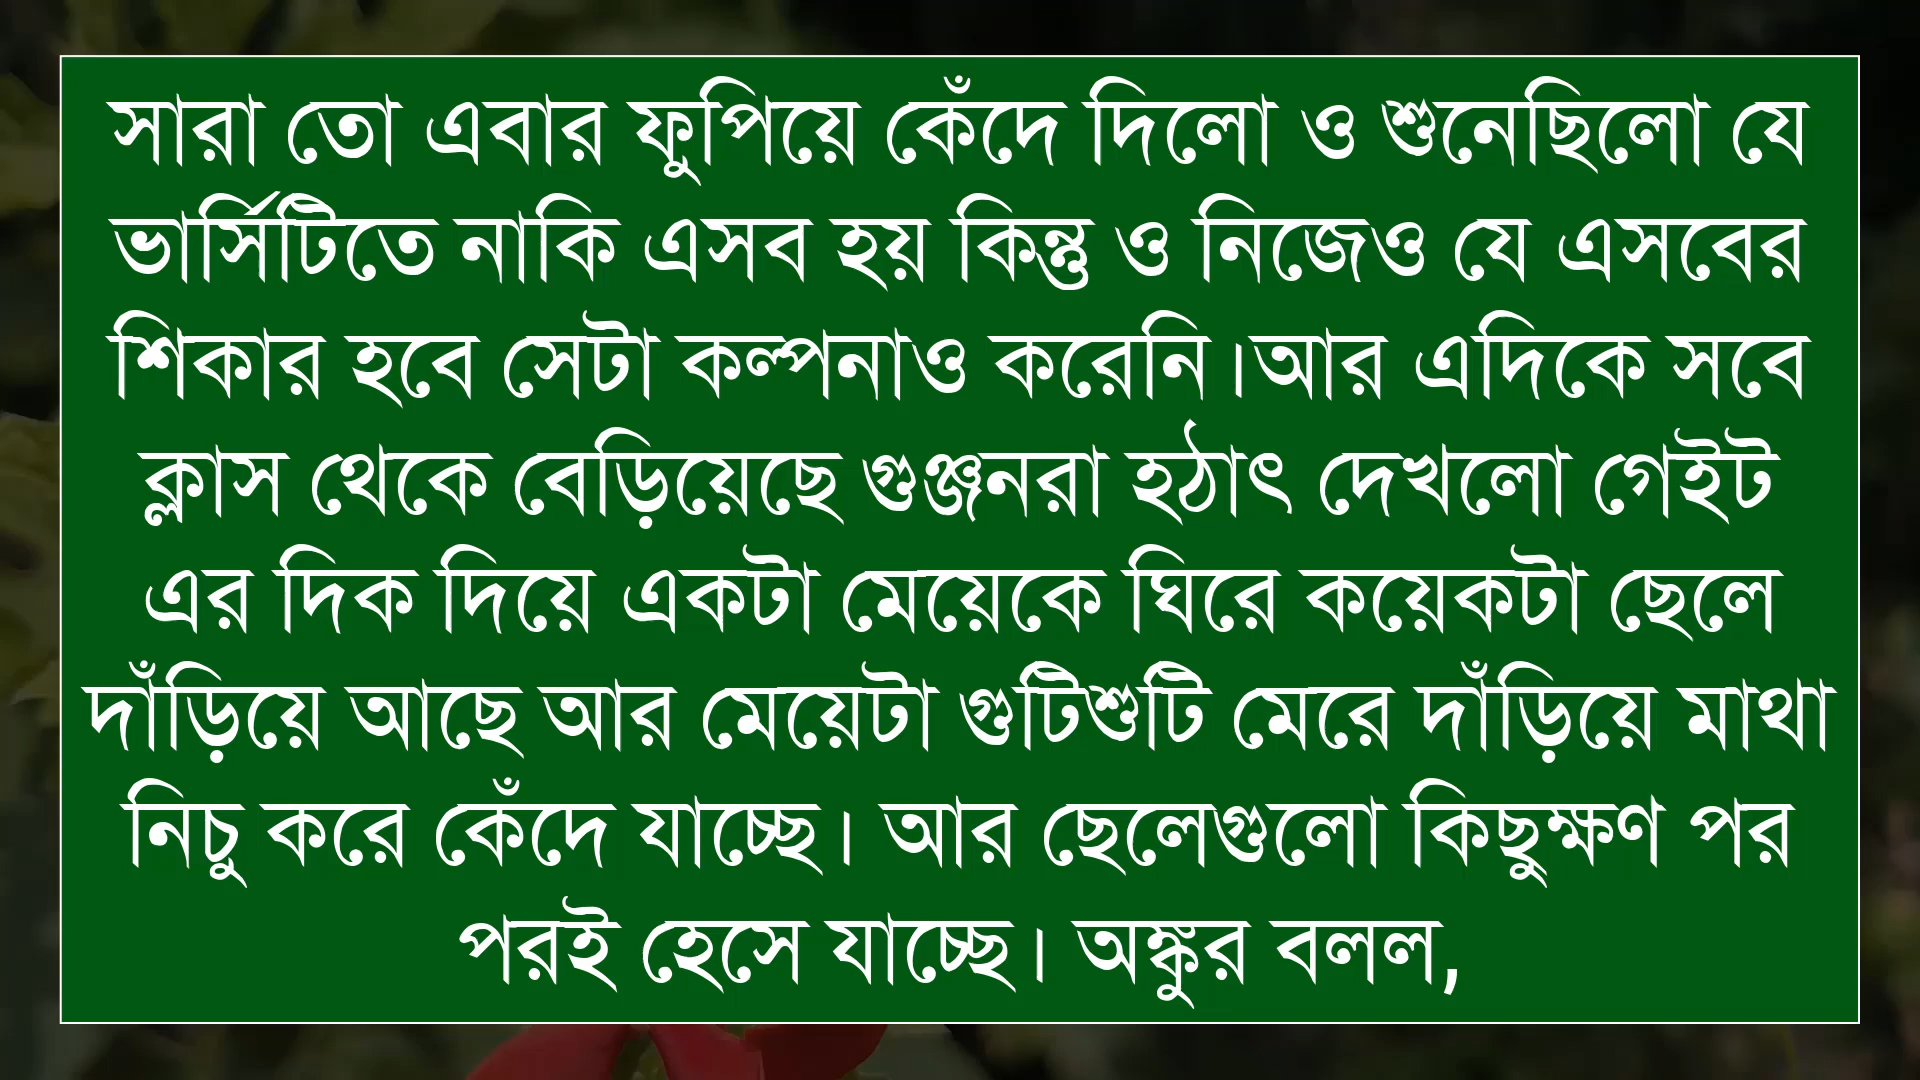 সারা তো এবার ফুপিয়ে কেঁদে দিলো ও শুনেছিলো যে
ভার্সিটিতে নাকি এসব হয় কিন্তু ও নিজেও যে এসবের
শিকার হবে সেটা কল্পনাও করেনি।আর এদিকে সবে
ক্লাস থেকে বেড়িয়েছে গুঞ্জনরা হঠাৎ দেখলো গেইট
এর দিক দিয়ে একটা মেয়েকে ঘিরে কয়েকটা ছেলে
দাঁড়িয়ে আছে আর মেয়েটা গুটিশুটি মেরে দাঁড়িয়ে মাথা
নিচু করে কেঁদে যাচ্ছে। আর ছেলেগুলো কিছুক্ষণ পর
পরই হেসে যাচ্ছে। অঙ্কুর বলল,